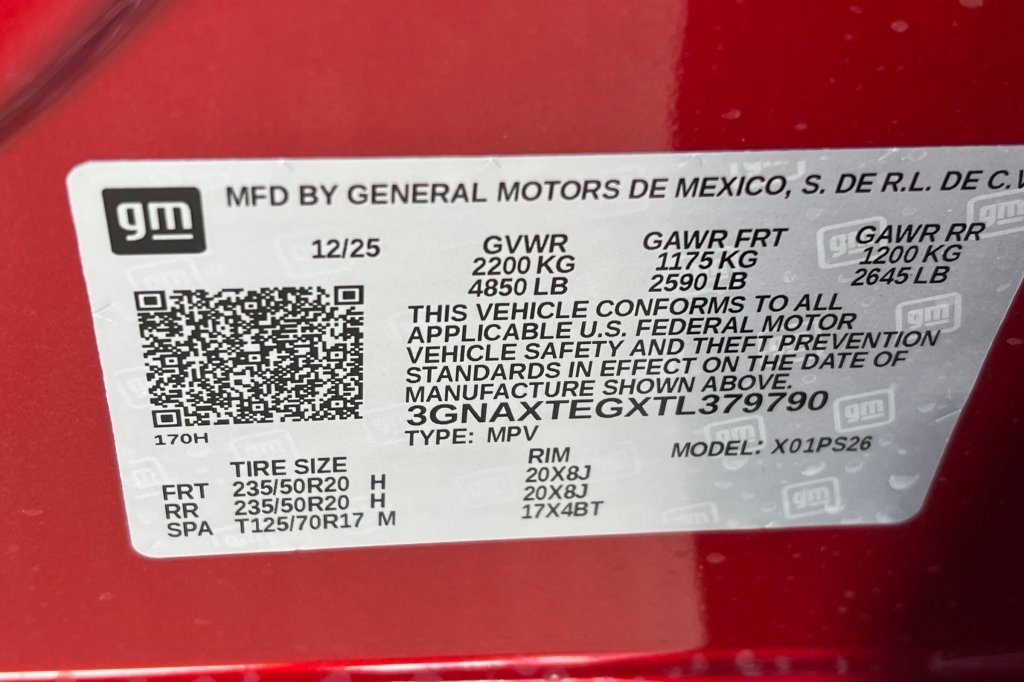 gm
MFD BY GENERAL MOTORS DE MEXICO, S. DE R.L. DE C.V
12/25
GVWR
2200 KG
4850 LB
GAWR FRT
1175 KG
2590 LB
GAWR RR
1200 KG
2645 LB
THIS VEHICLE CONFORMS TO ALL
APPLICABLE U.S. FEDERAL MOTOR
VEHICLE SAFETY AND THEFT PREVENTION
STANDARDS IN EFFECT ON THE DATE OF
MANUFACTURE SHOWN ABOVE.
3GNAXTEGXTL379790
170H
TYPE: MPV
MODEL: X01PS26
TIRE SIZE
RIM
FRT 235/50R20 H 20X8J
RR 235/50R20 H 20X8J
SPA T125/70R17 M 17X4BT